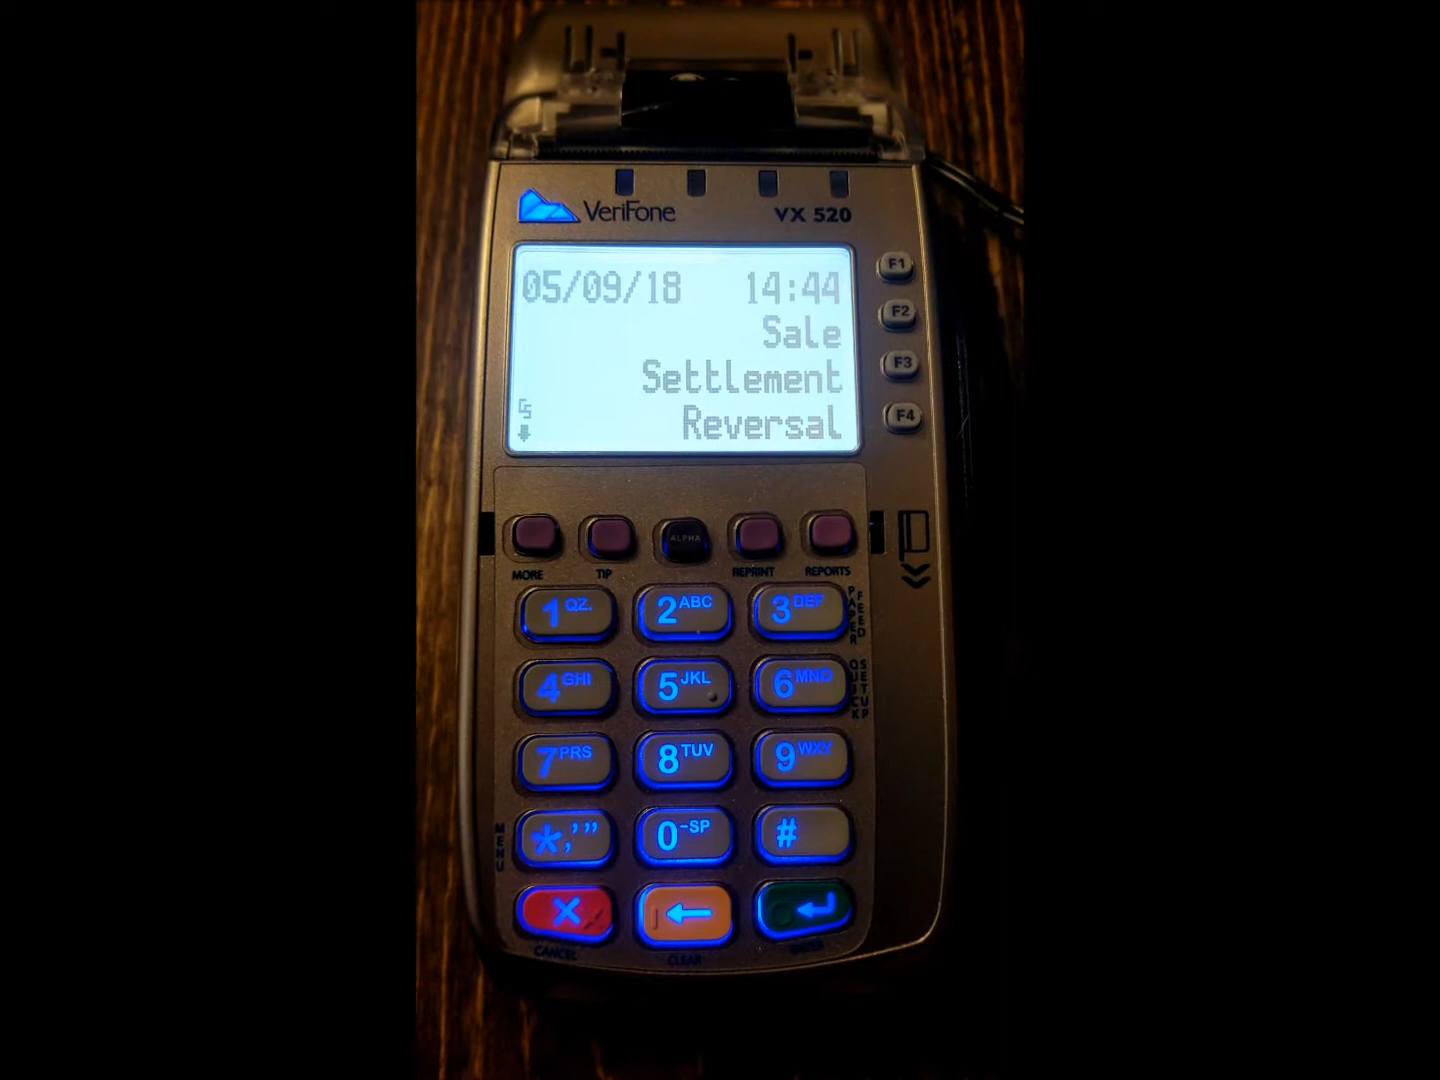 VeriFone VX 520
05/09/18 14:44
Sale
Settlement
Reversal
F1
F2
F3
F4
ALPHA
MORE TIP REPRINT REPORTS
1 QZ. 2 ABC 3 DEF
PAPER FEED
4 GHI 5 JKL 6 MNO
QUICK SETUP
7 PRS 8 TUV 9 WXY
MENU
*,'" 0 -SP #
CANCEL CLEAR